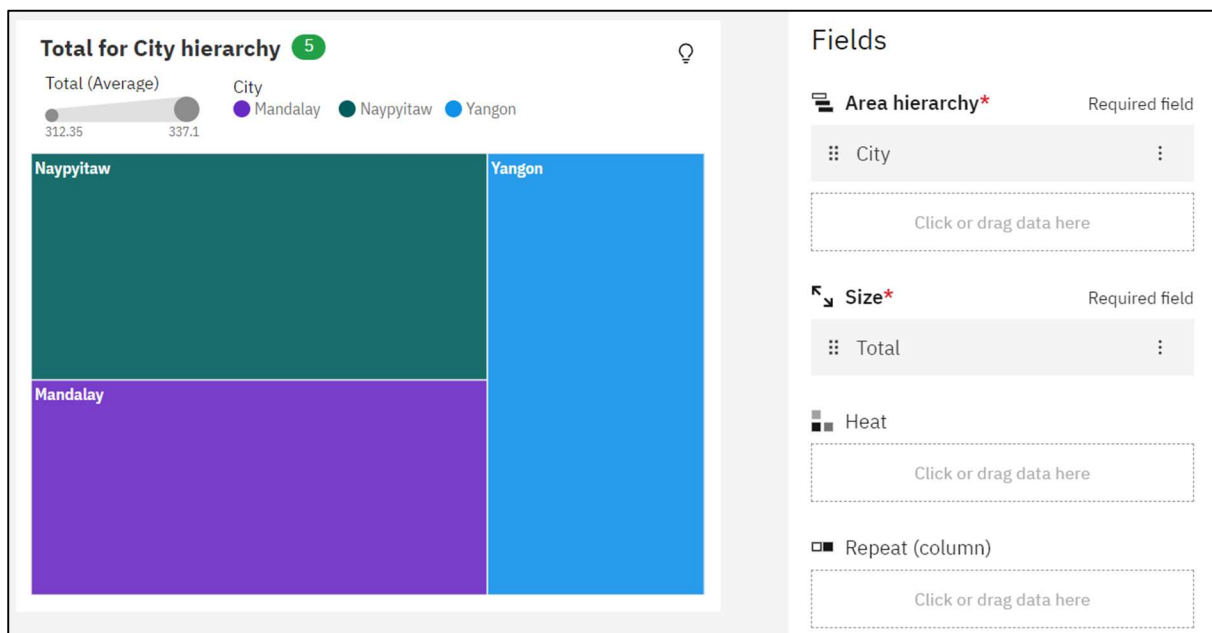 Total for City hierarchy 5
Total (Average)
312.35 337.1
City
Mandalay Naypyitaw Yangon
Naypyitaw
Yangon
Mandalay
Fields
Area hierarchy* Required field
City
Click or drag data here
Size* Required field
Total
Heat
Click or drag data here
Repeat (column)
Click or drag data here